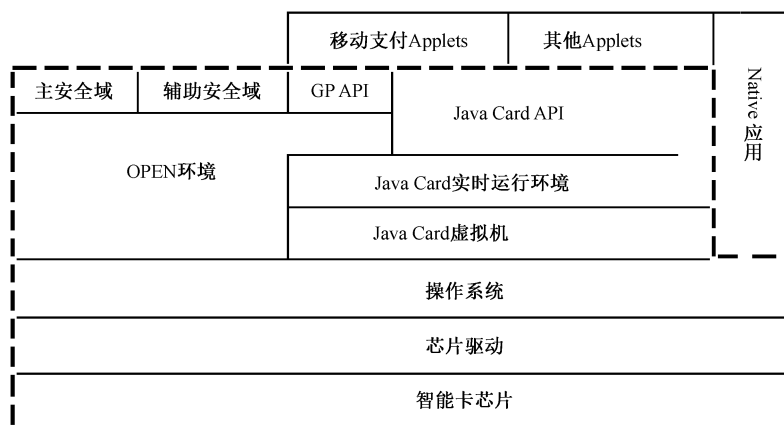 移动支付Applets
其他Applets
Native 应用
主安全域
辅助安全域
GP API
Java Card API
OPEN环境
Java Card实时运行环境
Java Card虚拟机
操作系统
芯片驱动
智能卡芯片